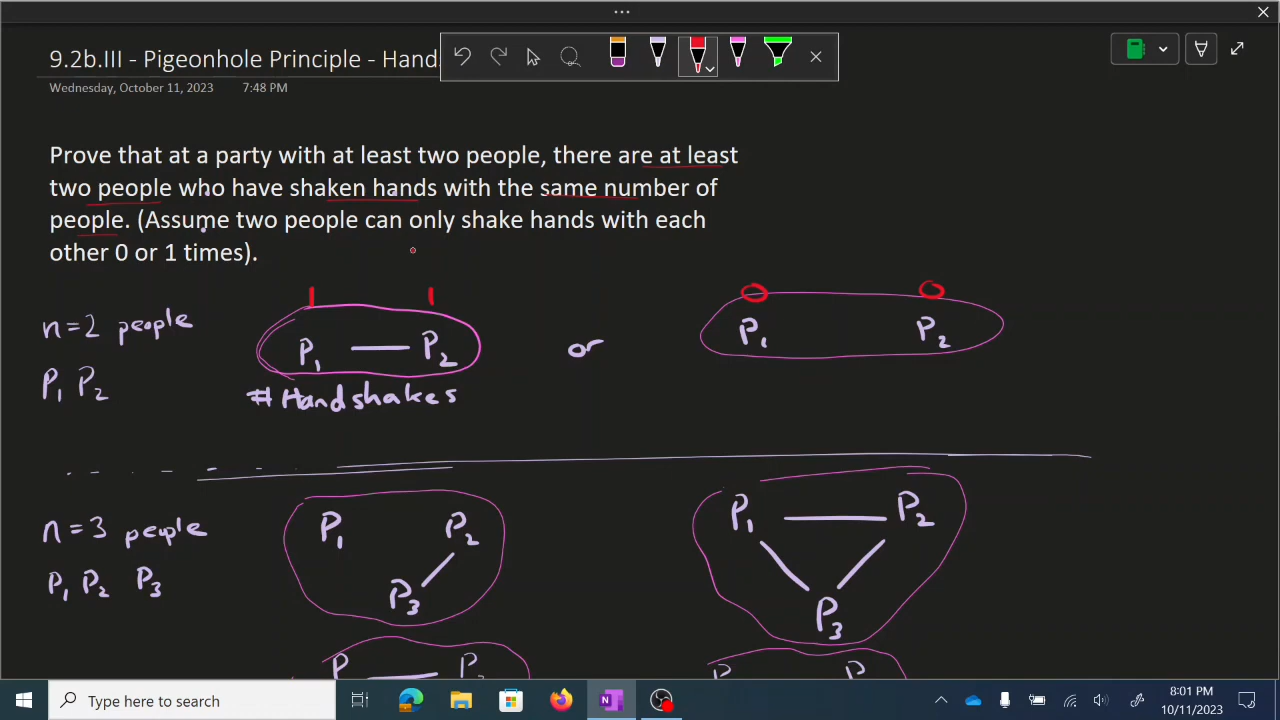 9.2b.III - Pigeonhole Principle - Hand
Wednesday, October 11, 2023 7:48 PM
Prove that at a party with at least two people, there are at least
two people who have shaken hands with the same number of
people. (Assume two people can only shake hands with each
other 0 or 1 times).
1 1 0 0
n=2 people P₁ P₂ or P₁ P₂
P₁ P₂
# Handshakes
n=3 people P₁ P₂ P₁ P₂
P₁ P₂ P₃ P₃ P₃
Type here to search
8:01 PM
10/11/2023